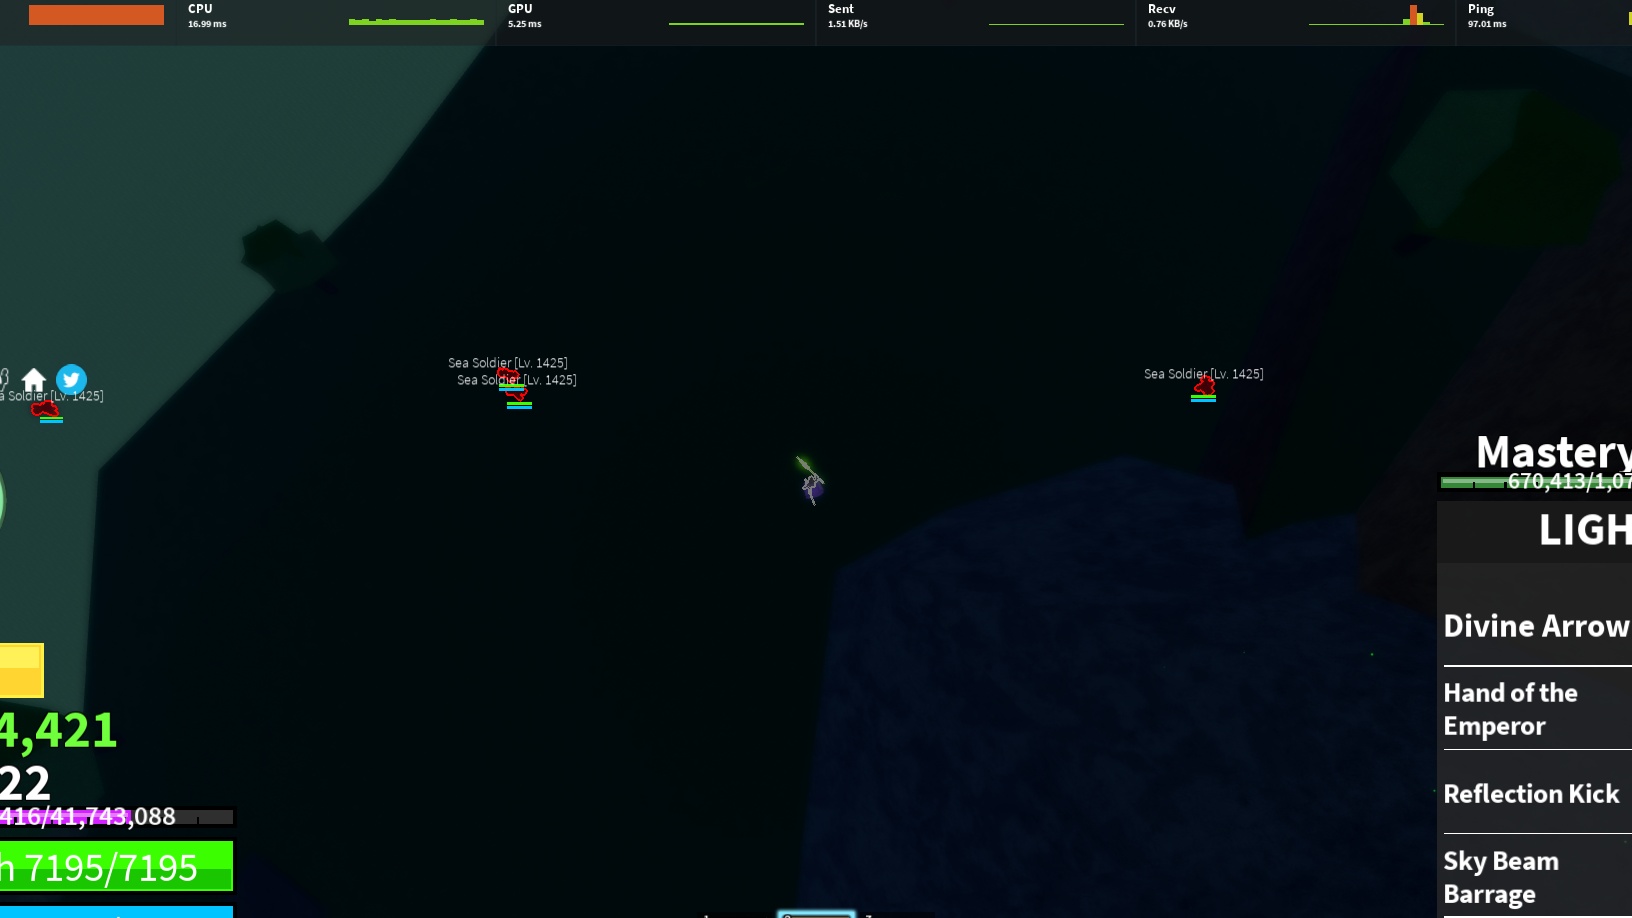 CPU
16.99 ms
GPU
5.25 ms
Sent
1.51 KB/s
Recv
0.76 KB/s
Ping
97.01 ms
Sea Soldier [Lv. 1425]
Sea Soldier [Lv. 1425]
Sea Soldier [Lv. 1425]
a Soldier [Lv. 1425]
Mastery
670,413/1,07
LIGH
Divine Arrow
Hand of the
Emperor
Reflection Kick
Sky Beam
Barrage
4,421
22
416/41,743,088
h 7195/7195